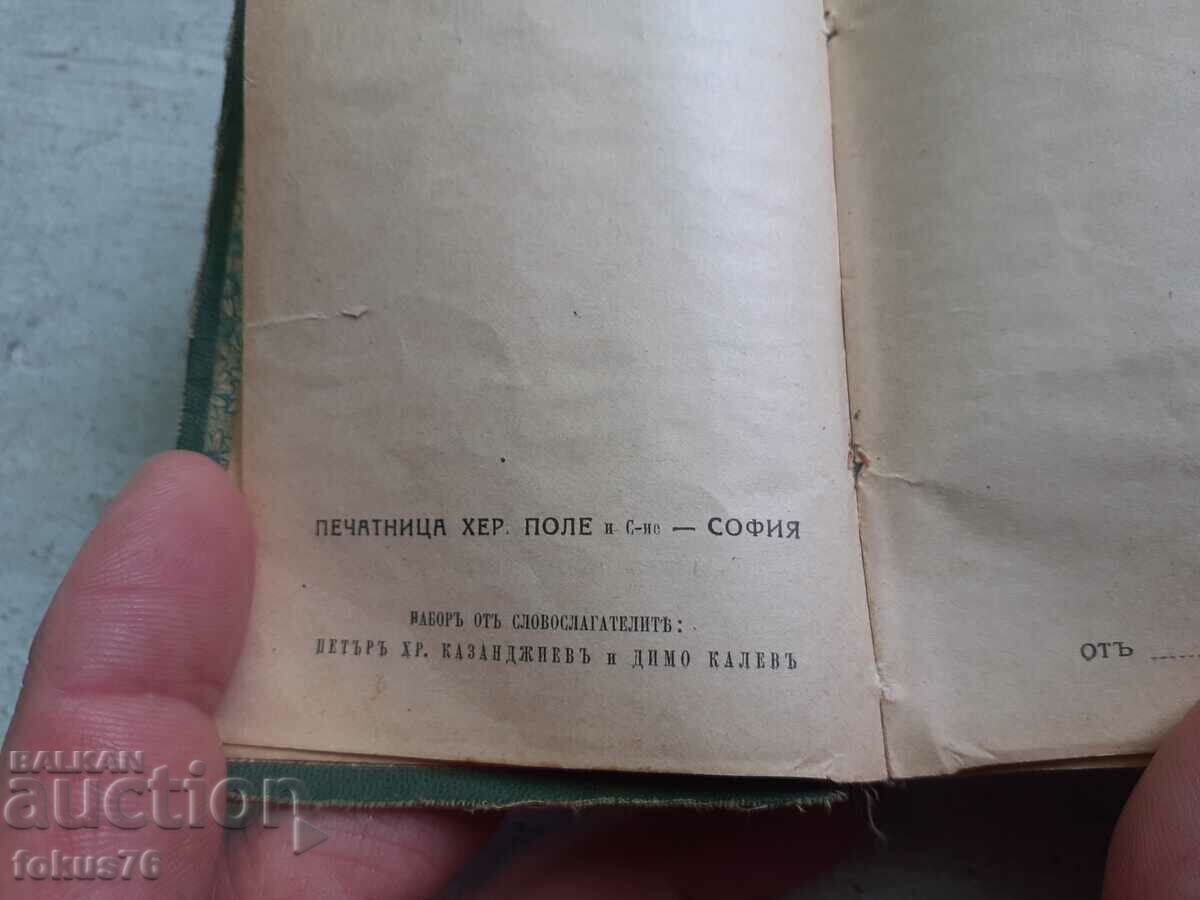 ПЕЧАТНИЦА ХЕР. ПОЛЕ и С-ие — СОФИЯ
НАБОРЪ ОТЪ СЛОВОСЛАГАТЕЛИТѢ:
ПЕТЪРЪ ХР. КАЗАНДЖИЕВЪ и ДИМО КАЛЕВЪ
ОТЪ ........
BALKAN
auction
fokus76